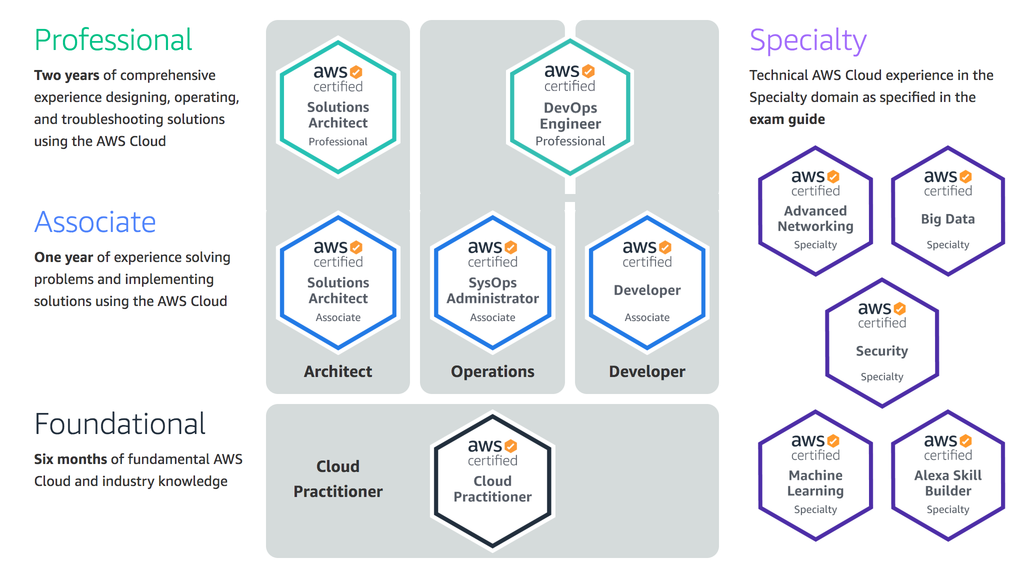 Professional
Two years of comprehensive
experience designing, operating,
and troubleshooting solutions
using the AWS Cloud
aws
certified
Solutions
Architect
Professional
aws
certified
DevOps
Engineer
Professional
Associate
One year of experience solving
problems and implementing
solutions using the AWS Cloud
aws
certified
Solutions
Architect
Associate
Architect
aws
certified
SysOps
Administrator
Associate
Operations
aws
certified
Developer
Associate
Developer
Foundational
Six months of fundamental AWS
Cloud and industry knowledge
Cloud
Practitioner
aws
certified
Cloud
Practitioner
Specialty
Technical AWS Cloud experience in the
Specialty domain as specified in the
exam guide
aws
certified
Advanced
Networking
Specialty
aws
certified
Big Data
Specialty
aws
certified
Security
Specialty
aws
certified
Machine
Learning
Specialty
aws
certified
Alexa Skill
Builder
Specialty